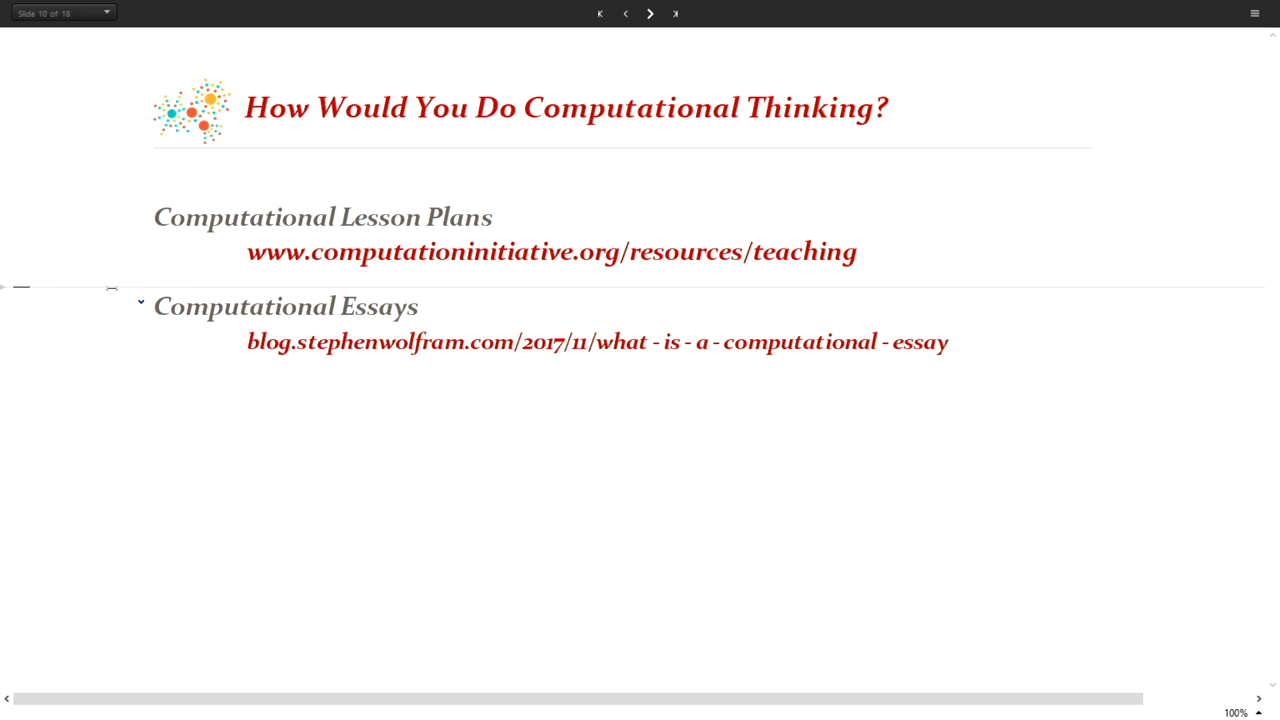 Slide 10 of 18
How Would You Do Computational Thinking?
Computational Lesson Plans
www.computationinitiative.org/resources/teaching
Computational Essays
blog.stephenwolfram.com/2017/11/what - is - a - computational - essay
100%